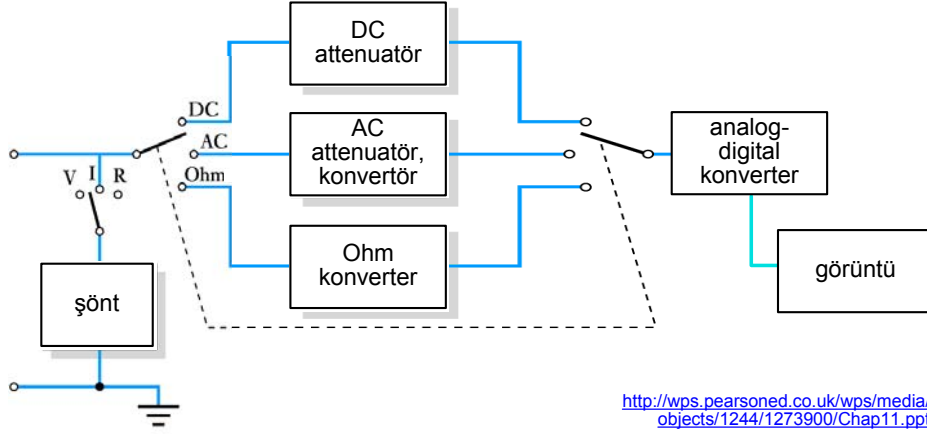 DC
attenuatör
DC
AC
attenuatör,
konvertör
AC
analog-
digital
konverter
V I R
Ohm
Ohm
konverter
görüntü
şönt
http://wps.pearsoned.co.uk/wps/media/
objects/1244/1273900/Chap11.ppt